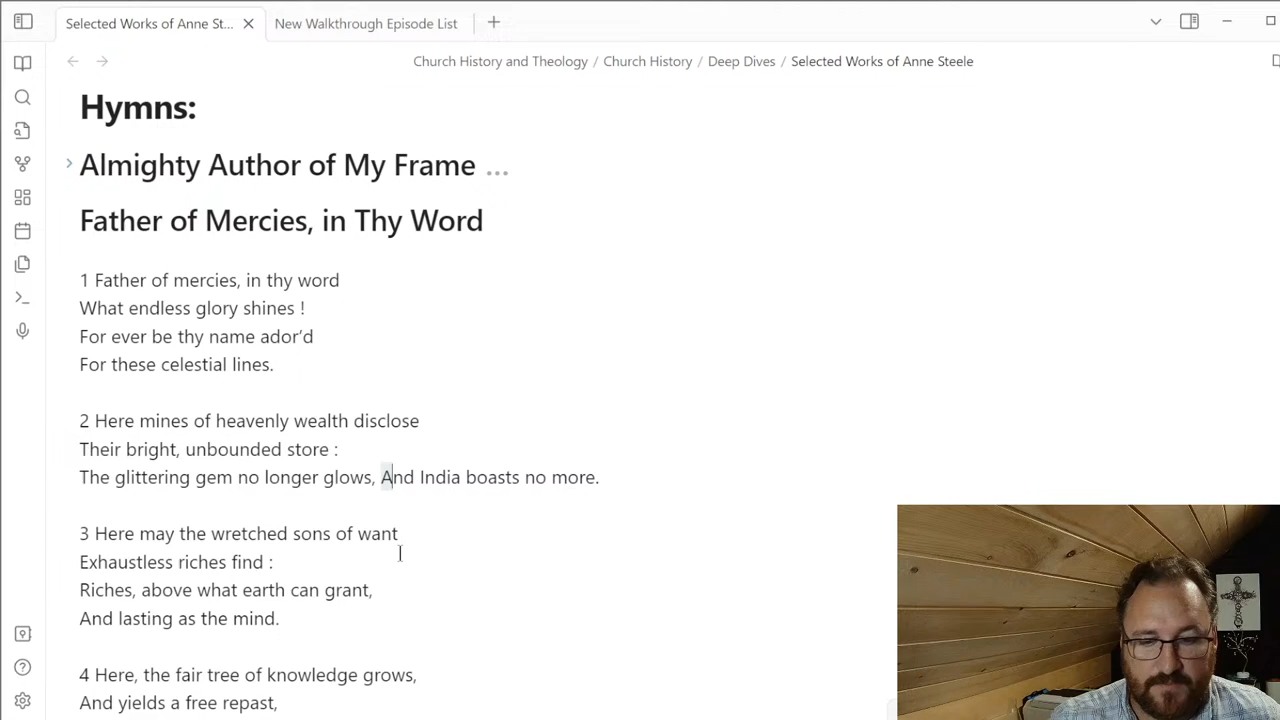 Selected Works of Anne St...
New Walkthrough Episode List
Church History and Theology / Church History / Deep Dives / Selected Works of Anne Steele
Hymns:
Almighty Author of My Frame ...
Father of Mercies, in Thy Word
1 Father of mercies, in thy word
What endless glory shines !
For ever be thy name ador’d
For these celestial lines.
2 Here mines of heavenly wealth disclose
Their bright, unbounded store :
The glittering gem no longer glows, And India boasts no more.
3 Here may the wretched sons of want
Exhaustless riches find :
Riches, above what earth can grant,
And lasting as the mind.
4 Here, the fair tree of knowledge grows,
And yields a free repast,